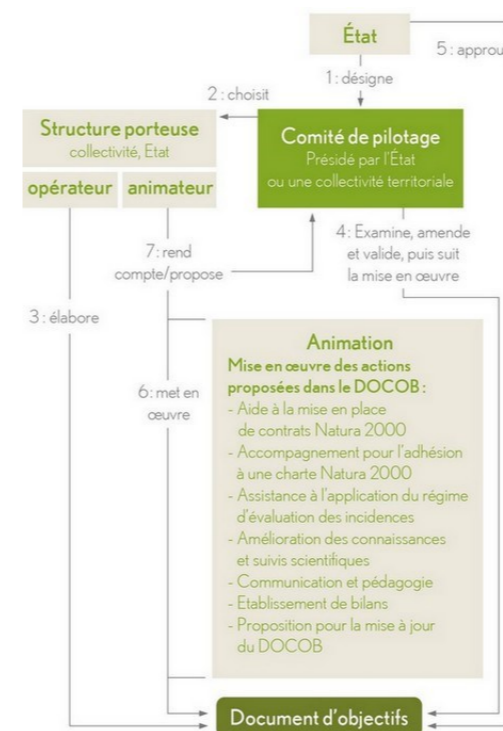 État
5 : approu
1 : désigne
2 : choisit
Structure porteuse
collectivité, Etat
Comité de pilotage
Présidé par l'État
ou une collectivité territoriale
opérateur
animateur
7 : rend
compte/propose
4 : Examine, amende
et valide, puis suit
la mise en œuvre
3 : élabore
Animation
Mise en œuvre des actions
proposées dans le DOCOB :
- Aide à la mise en place
de contrats Natura 2000
- Accompagnement pour l'adhésion
à une charte Natura 2000
- Assistance à l'application du régime
d'évaluation des incidences
- Amélioration des connaissances
et suivis scientifiques
- Communication et pédagogie
- Etablissement de bilans
- Proposition pour la mise à jour
du DOCOB
6 : met en
œuvre
Document d'objectifs